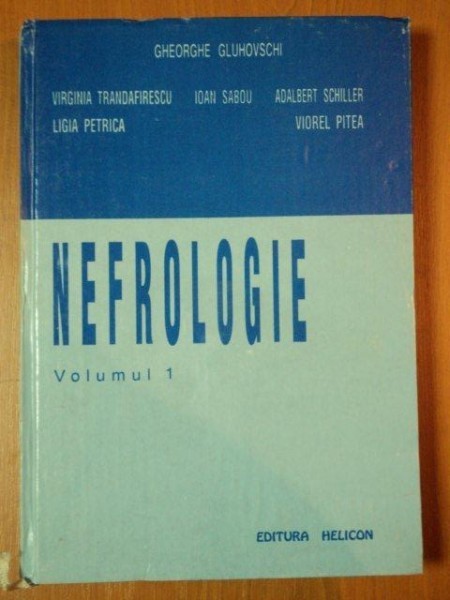 GHEORGHE GLUHOVSCHI
VIRGINIA TRANDAFIRESCU IOAN SABOU ADALBERT SCHILLER
LIGIA PETRICA VIOREL PITEA
NEFROLOGIE
Volumul 1
EDITURA HELICON